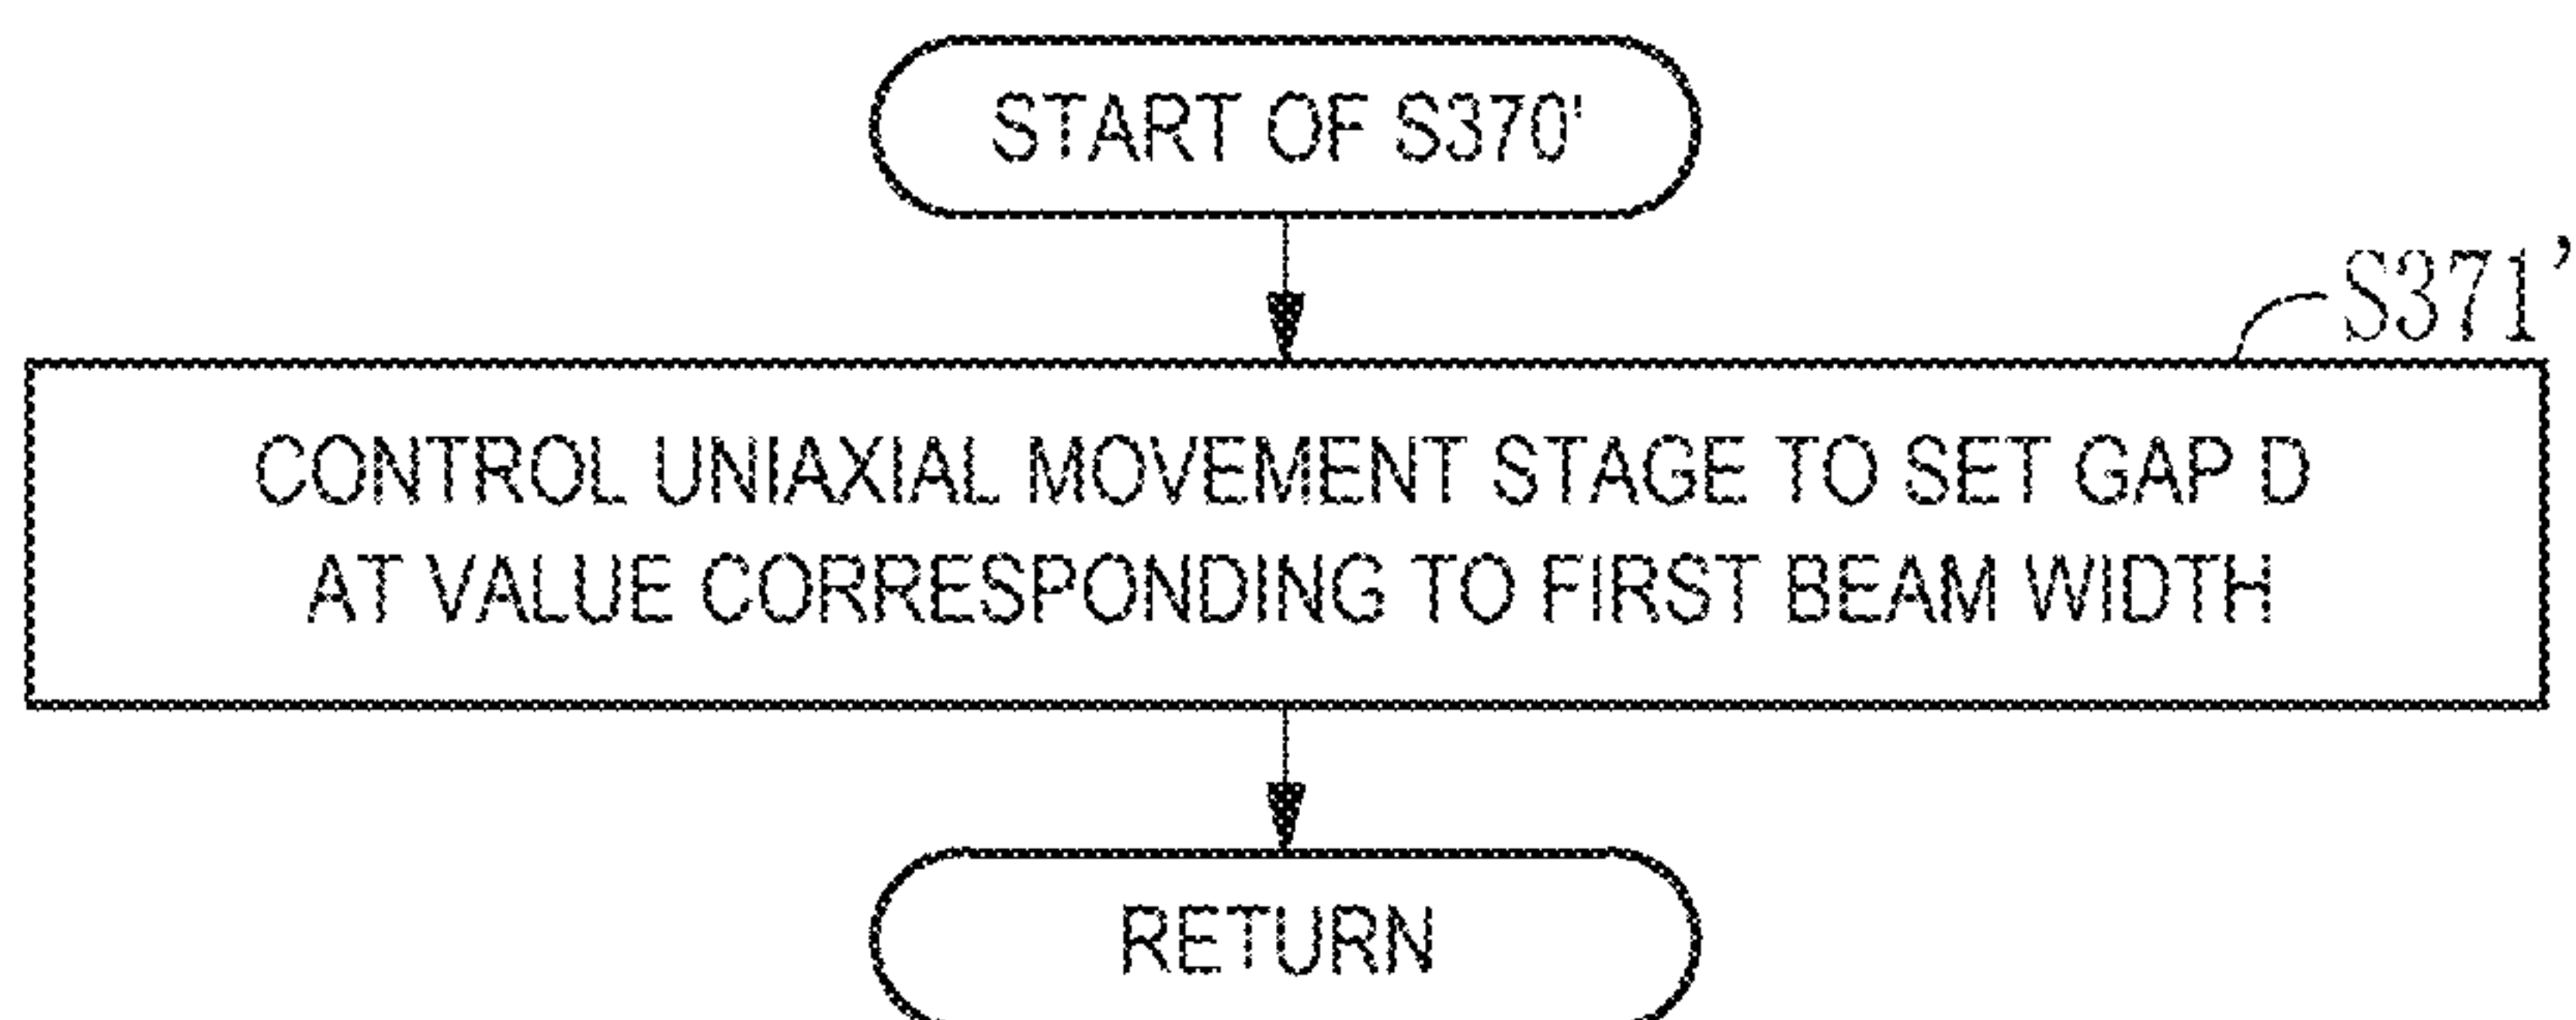 START OF S370'
S371’
CONTROL UNIAXIAL MOVEMENT STAGE TO SET GAP D
AT VALUE CORRESPONDING TO FIRST BEAM WIDTH
RETURN